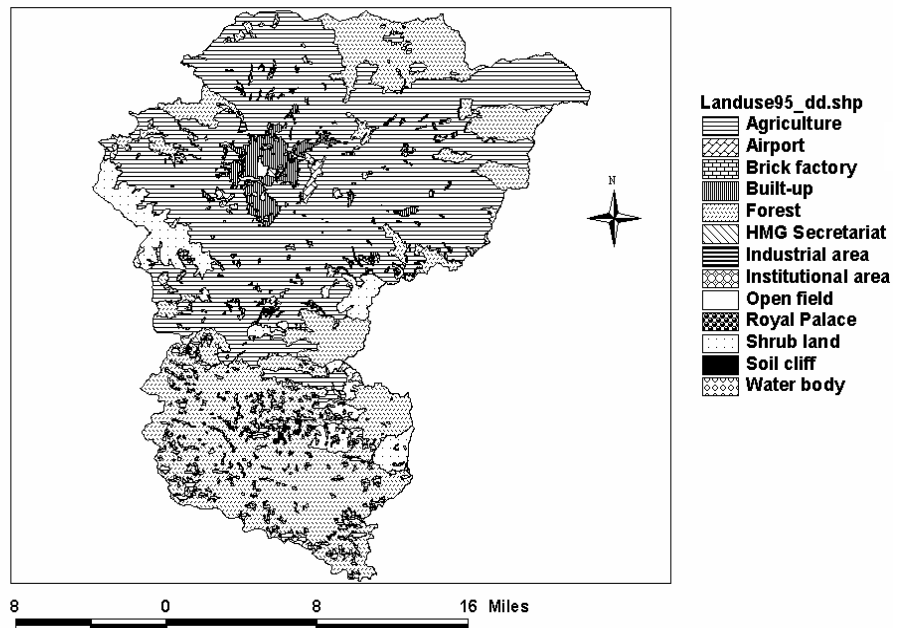 Landuse95_dd.shp
Agriculture
Airport
Brick factory
Built-up
Forest
HMG Secretariat
Industrial area
Institutional area
Open field
Royal Palace
Shrub land
Soil cliff
Water body
N
8 0 8 16 Miles